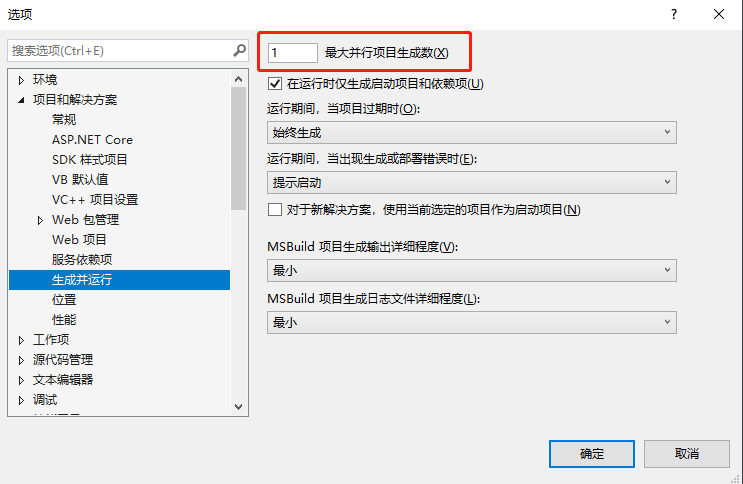 选项
?
搜索选项(Ctrl+E)
环境
项目和解决方案
常规
ASP.NET Core
SDK 样式项目
VB 默认值
VC++ 项目设置
Web 包管理
Web 项目
服务依赖项
生成并运行
位置
性能
工作项
源代码管理
文本编辑器
调试
1 最大并行项目生成数(X)
在运行时仅生成启动项目和依赖项(U)
运行期间，当项目过期时(O):
始终生成
运行期间，当出现生成或部署错误时(E):
提示启动
对于新解决方案，使用当前选定的项目作为启动项目(N)
MSBuild 项目生成输出详细程度(V):
最小
MSBuild 项目生成日志文件详细程度(L):
最小
确定
取消